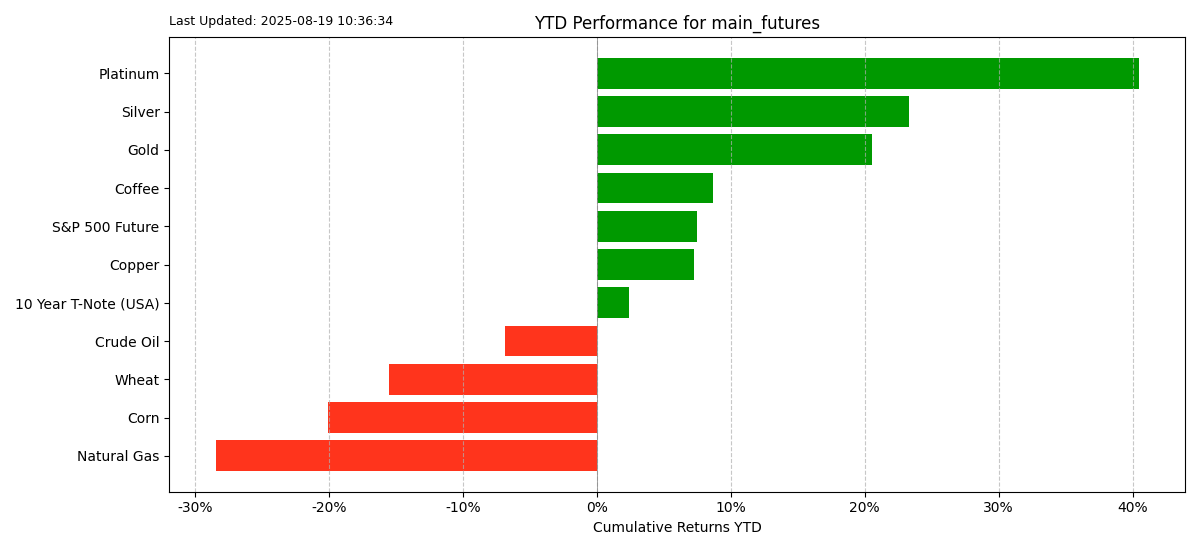 Last Updated: 2025-08-19 10:36:34
YTD Performance for main_futures
Platinum
Silver
Gold
Coffee
S&P 500 Future
Copper
10 Year T-Note (USA)
Crude Oil
Wheat
Corn
Natural Gas
-30% -20% -10% 0% 10% 20% 30% 40%
Cumulative Returns YTD